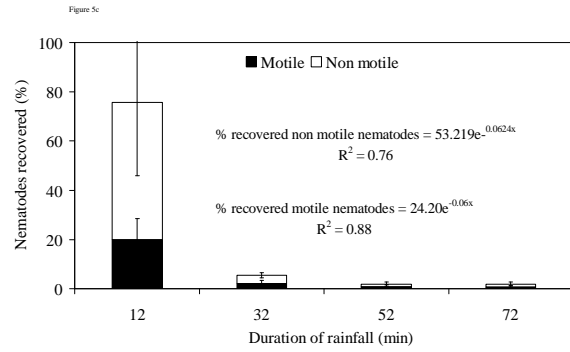 Figure 5c
100
80
60
40
20
0
Nematodes recovered (%)
Motile Non motile
% recovered non motile nematodes = 53.219e-0.0624x
R2 = 0.76
% recovered motile nematodes = 24.20e-0.06x
R2 = 0.88
12 32 52 72
Duration of rainfall (min)